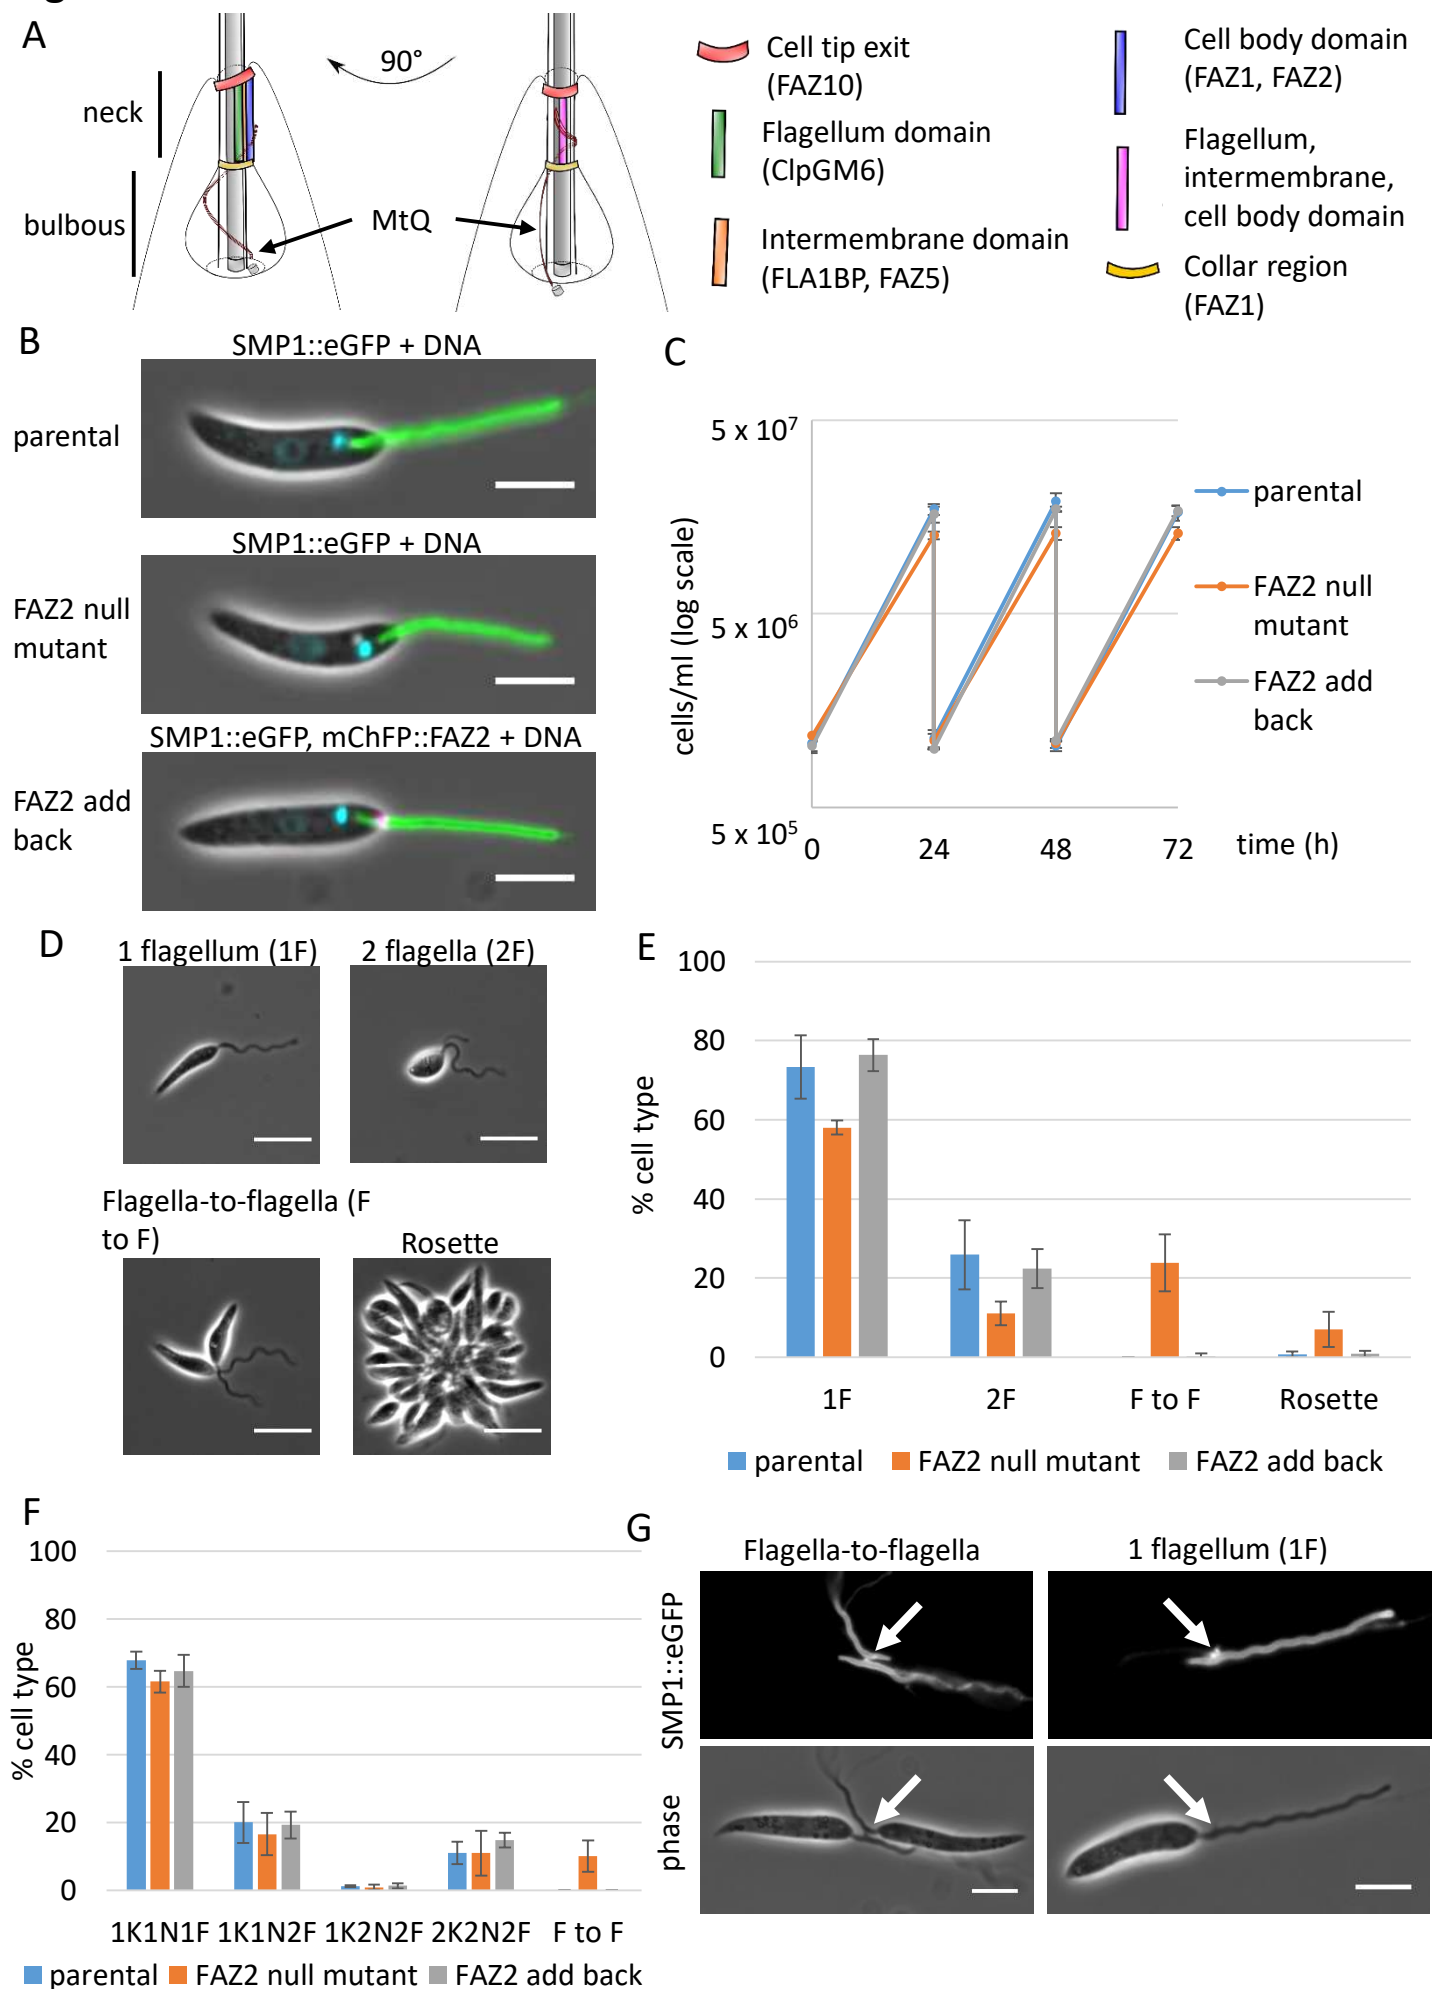 A
90°
neck
bulbous
MtQ
Cell tip exit
(FAZ10)
Flagellum domain
(ClpGM6)
Intermembrane domain
(FLA1BP, FAZ5)
Cell body domain
(FAZ1, FAZ2)
Flagellum,
intermembrane,
cell body domain
Collar region
(FAZ1)
B
SMP1::eGFP + DNA
parental
SMP1::eGFP + DNA
FAZ2 null
mutant
SMP1::eGFP, mChFP::FAZ2 + DNA
FAZ2 add
back
C
cells/ml (log scale)
5 x 10⁷
5 x 10⁶
5 x 10⁵
0 24 48 72 time (h)
parental
FAZ2 null
mutant
FAZ2 add
back
D
1 flagellum (1F)
2 flagella (2F)
Flagella-to-flagella (F
to F)
Rosette
E
% cell type
100
80
60
40
20
0
1F 2F F to F Rosette
parental FAZ2 null mutant FAZ2 add back
F
% cell type
100
80
60
40
20
0
1K1N1F 1K1N2F 1K2N2F 2K2N2F F to F
parental FAZ2 null mutant FAZ2 add back
G
Flagella-to-flagella
1 flagellum (1F)
SMP1::eGFP
phase